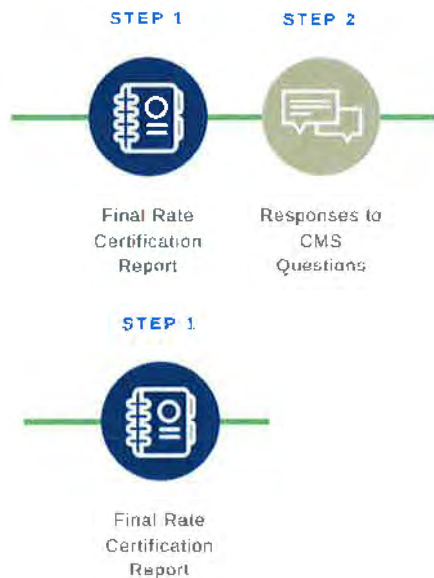 STEP 1
STEP 2
Final Rate
Certification
Report
Responses to
CMS
Questions
STEP 1
Final Rate
Certification
Report